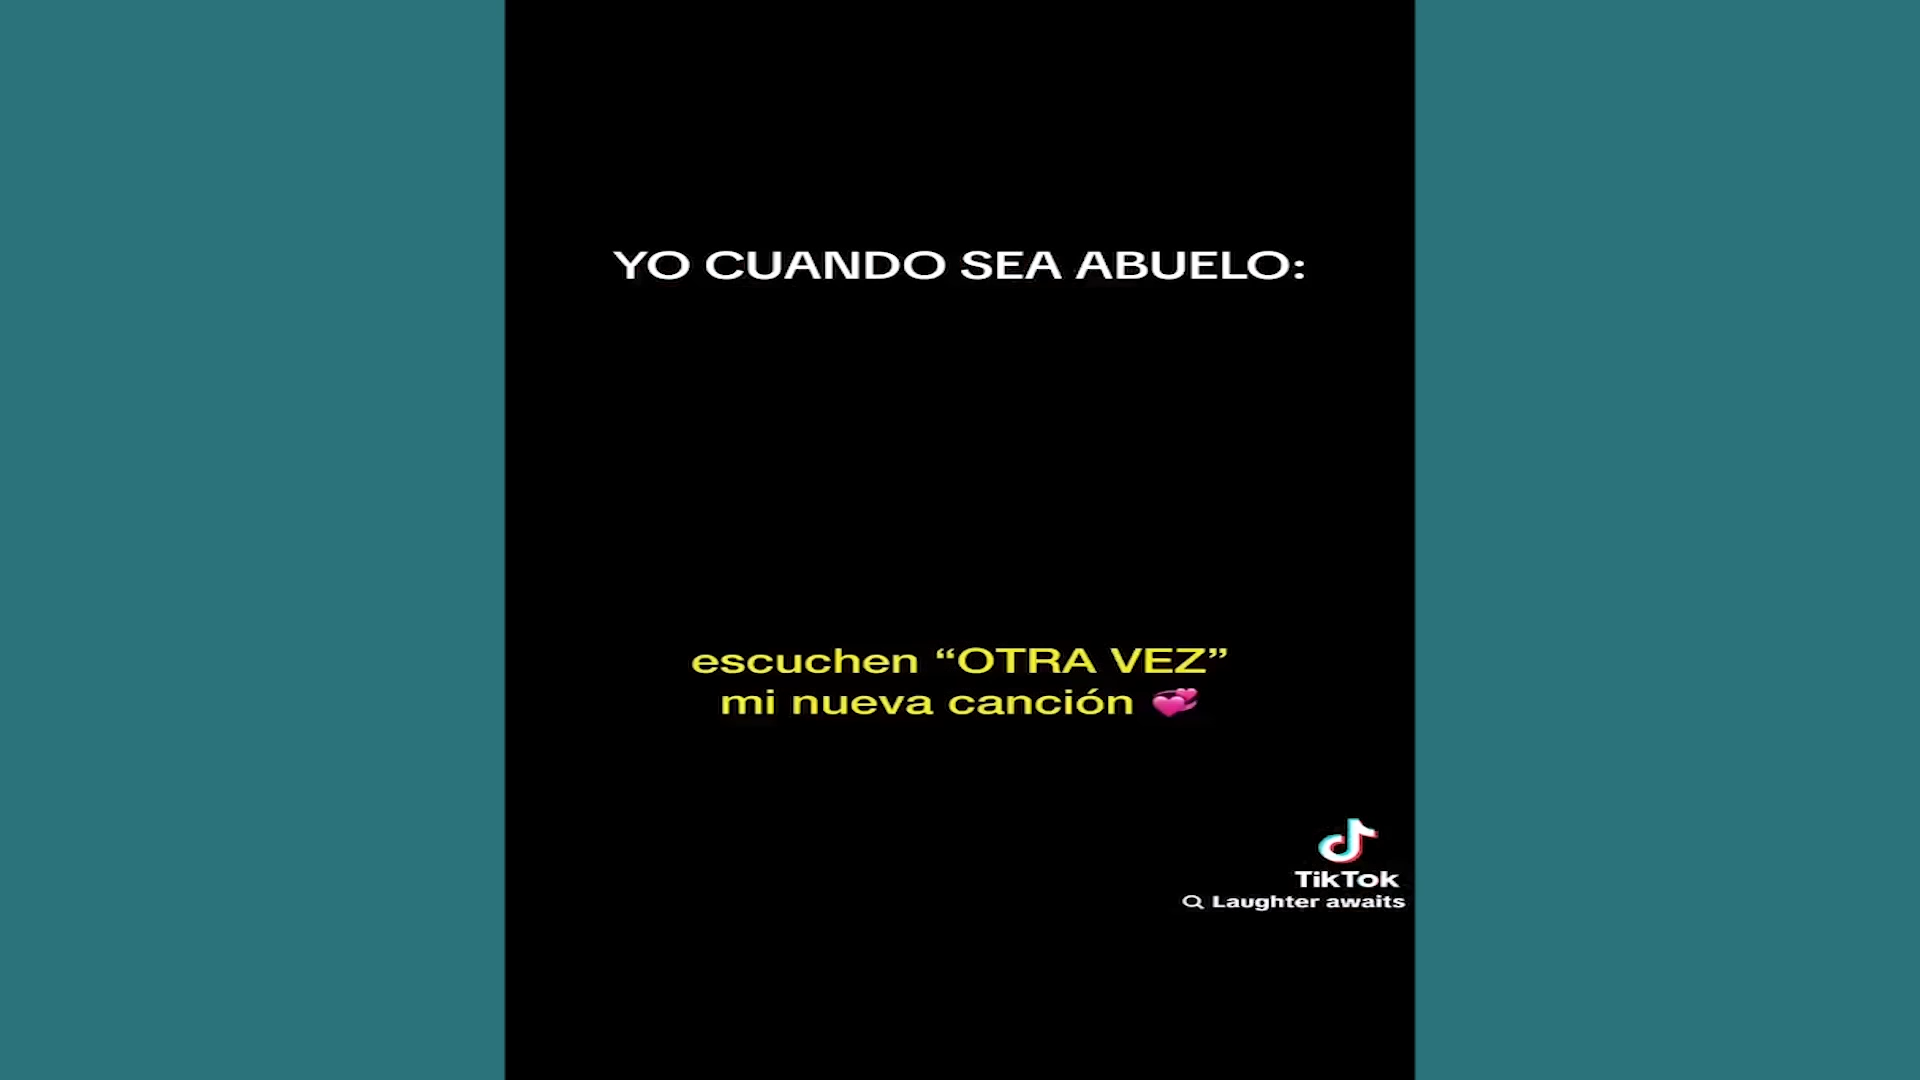 YO CUANDO SEA ABUELO:
escuchen “OTRA VEZ”
mi nueva canción 💞
TikTok
Laughter awaits